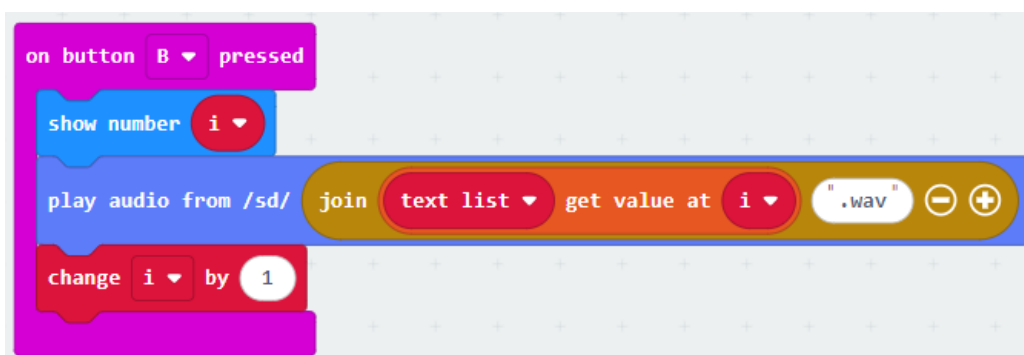 on button B pressed
show number i
play audio from /sd/ join text list get value at i ".wav"
change i by 1